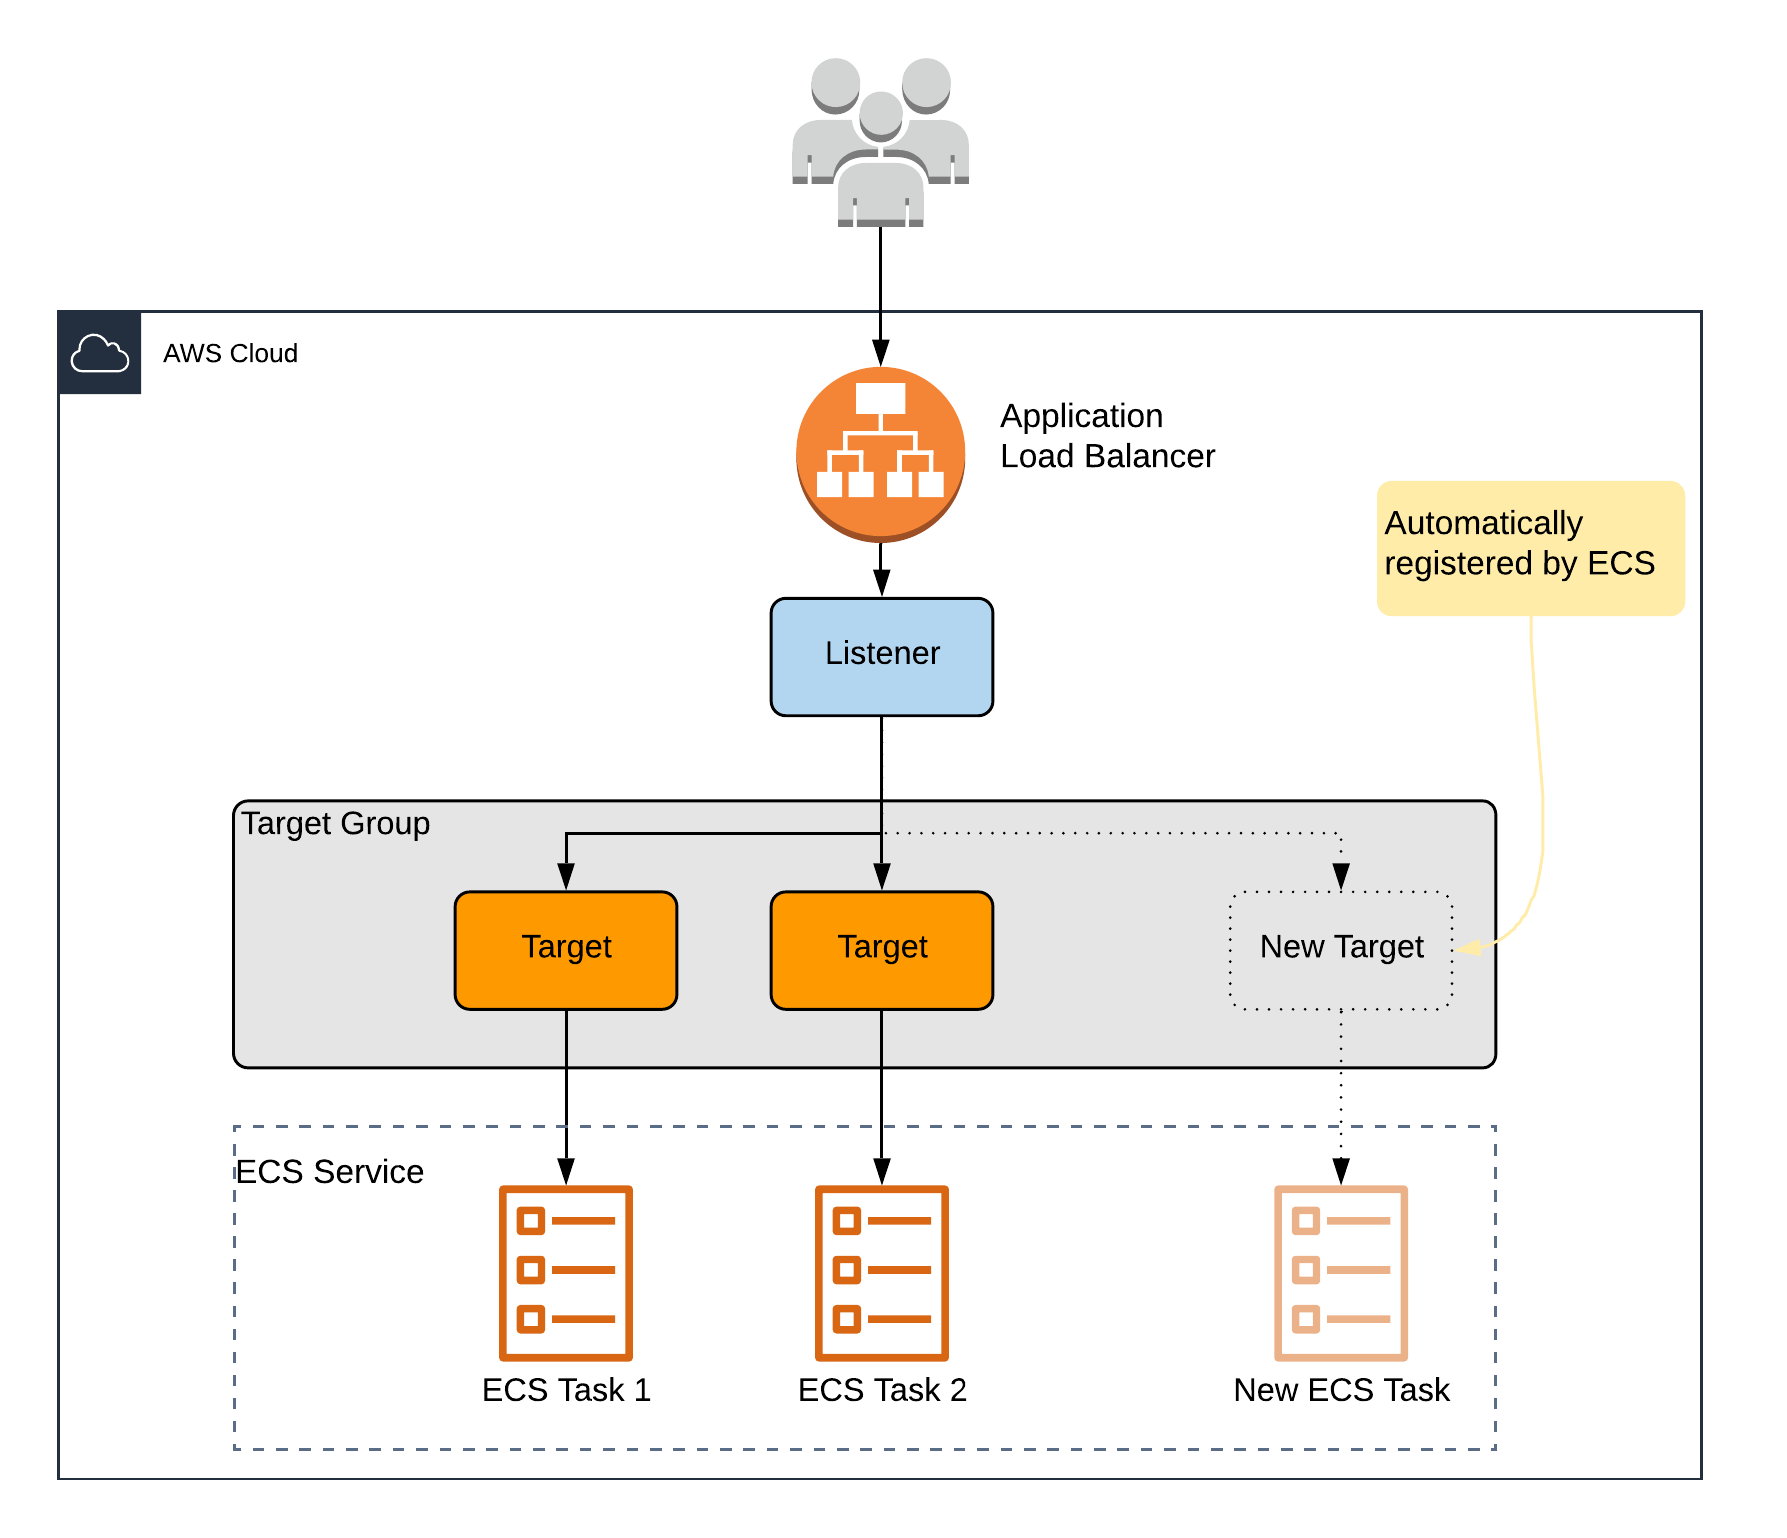 AWS Cloud
Application
Load Balancer
Automatically
registered by ECS
Listener
Target Group
Target
Target
New Target
ECS Service
ECS Task 1
ECS Task 2
New ECS Task